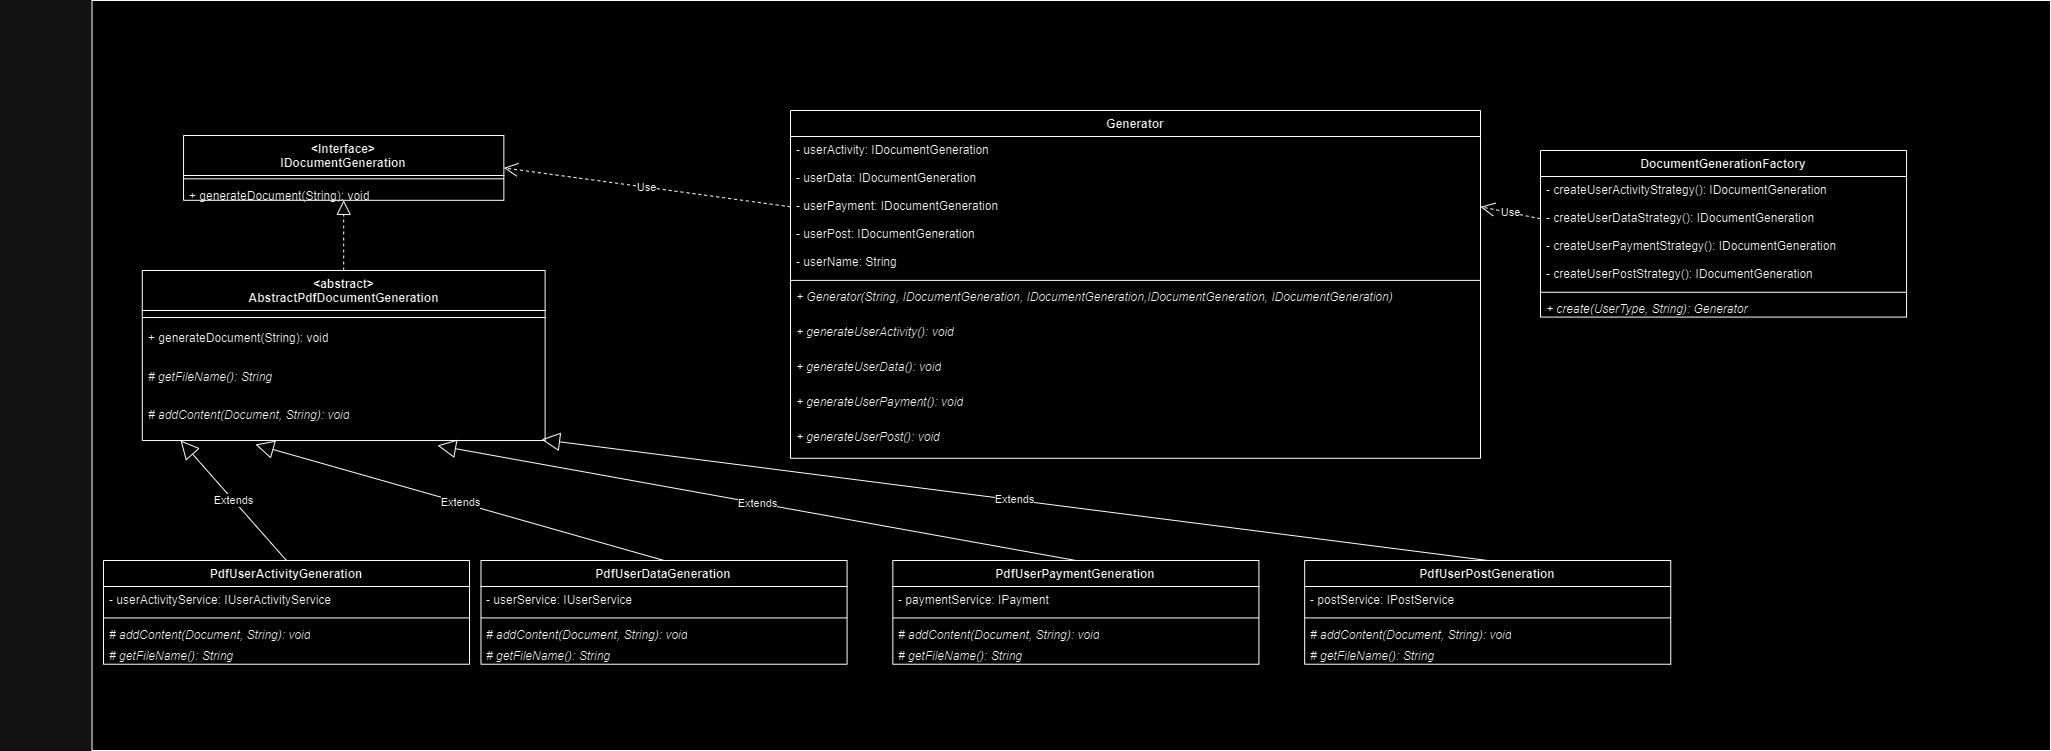 <Interface>
IDocumentGeneration
+ generateDocument(String): void
Use
Generator
- userActivity: IDocumentGeneration
- userData: IDocumentGeneration
- userPayment: IDocumentGeneration
- userPost: IDocumentGeneration
- userName: String
+ Generator(String, IDocumentGeneration, IDocumentGeneration,IDocumentGeneration, IDocumentGeneration)
+ generateUserActivity(): void
+ generateUserData(): void
+ generateUserPayment(): void
+ generateUserPost(): void
Use
DocumentGenerationFactory
- createUserActivityStrategy(): IDocumentGeneration
- createUserDataStrategy(): IDocumentGeneration
- createUserPaymentStrategy(): IDocumentGeneration
- createUserPostStrategy(): IDocumentGeneration
+ create(UserType, String): Generator
<abstract>
AbstractPdfDocumentGeneration
+ generateDocument(String): void
# getFileName(): String
# addContent(Document, String): void
Extends
Extends
Extends
Extends
PdfUserActivityGeneration
- userActivityService: IUserActivityService
# addContent(Document, String): void
# getFileName(): String
PdfUserDataGeneration
- userService: IUserService
# addContent(Document, String): void
# getFileName(): String
PdfUserPaymentGeneration
- paymentService: IPayment
# addContent(Document, String): void
# getFileName(): String
PdfUserPostGeneration
- postService: IPostService
# addContent(Document, String): void
# getFileName(): String